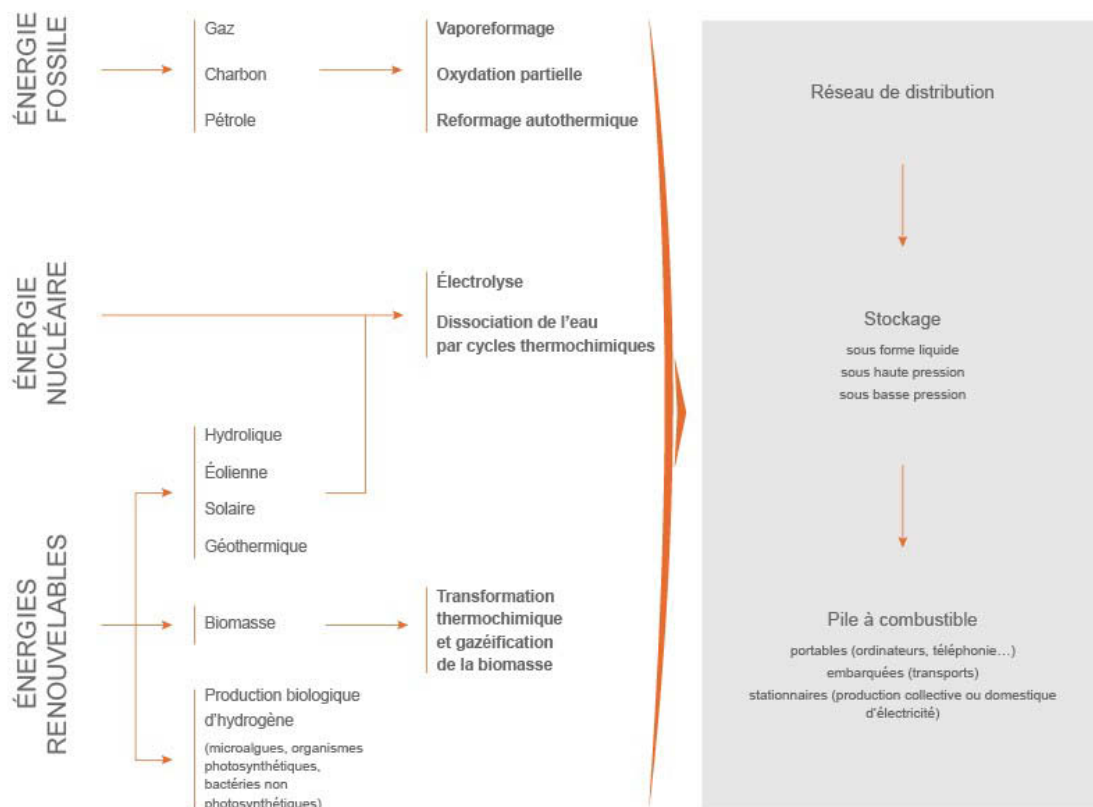 ÉNERGIE
FOSSILE
Gaz
Charbon
Pétrole
Vaporeformage
Oxydation partielle
Reformage autothermique
ÉNERGIE
NUCLÉAIRE
Électrolyse
Dissociation de l'eau
par cycles thermochimiques
ÉNERGIES
RENOUVELABLES
Hydrolique
Éolienne
Solaire
Géothermique
Biomasse
Transformation
thermochimique
et gazéification
de la biomasse
Production biologique
d'hydrogène
(microalgues, organismes
photosynthétiques,
bactéries non
photosynthétiques)
Réseau de distribution
Stockage
sous forme liquide
sous haute pression
sous basse pression
Pile à combustible
portables (ordinateurs, téléphonie...)
embarquées (transports)
stationnaires (production collective ou domestique
d'électricité)